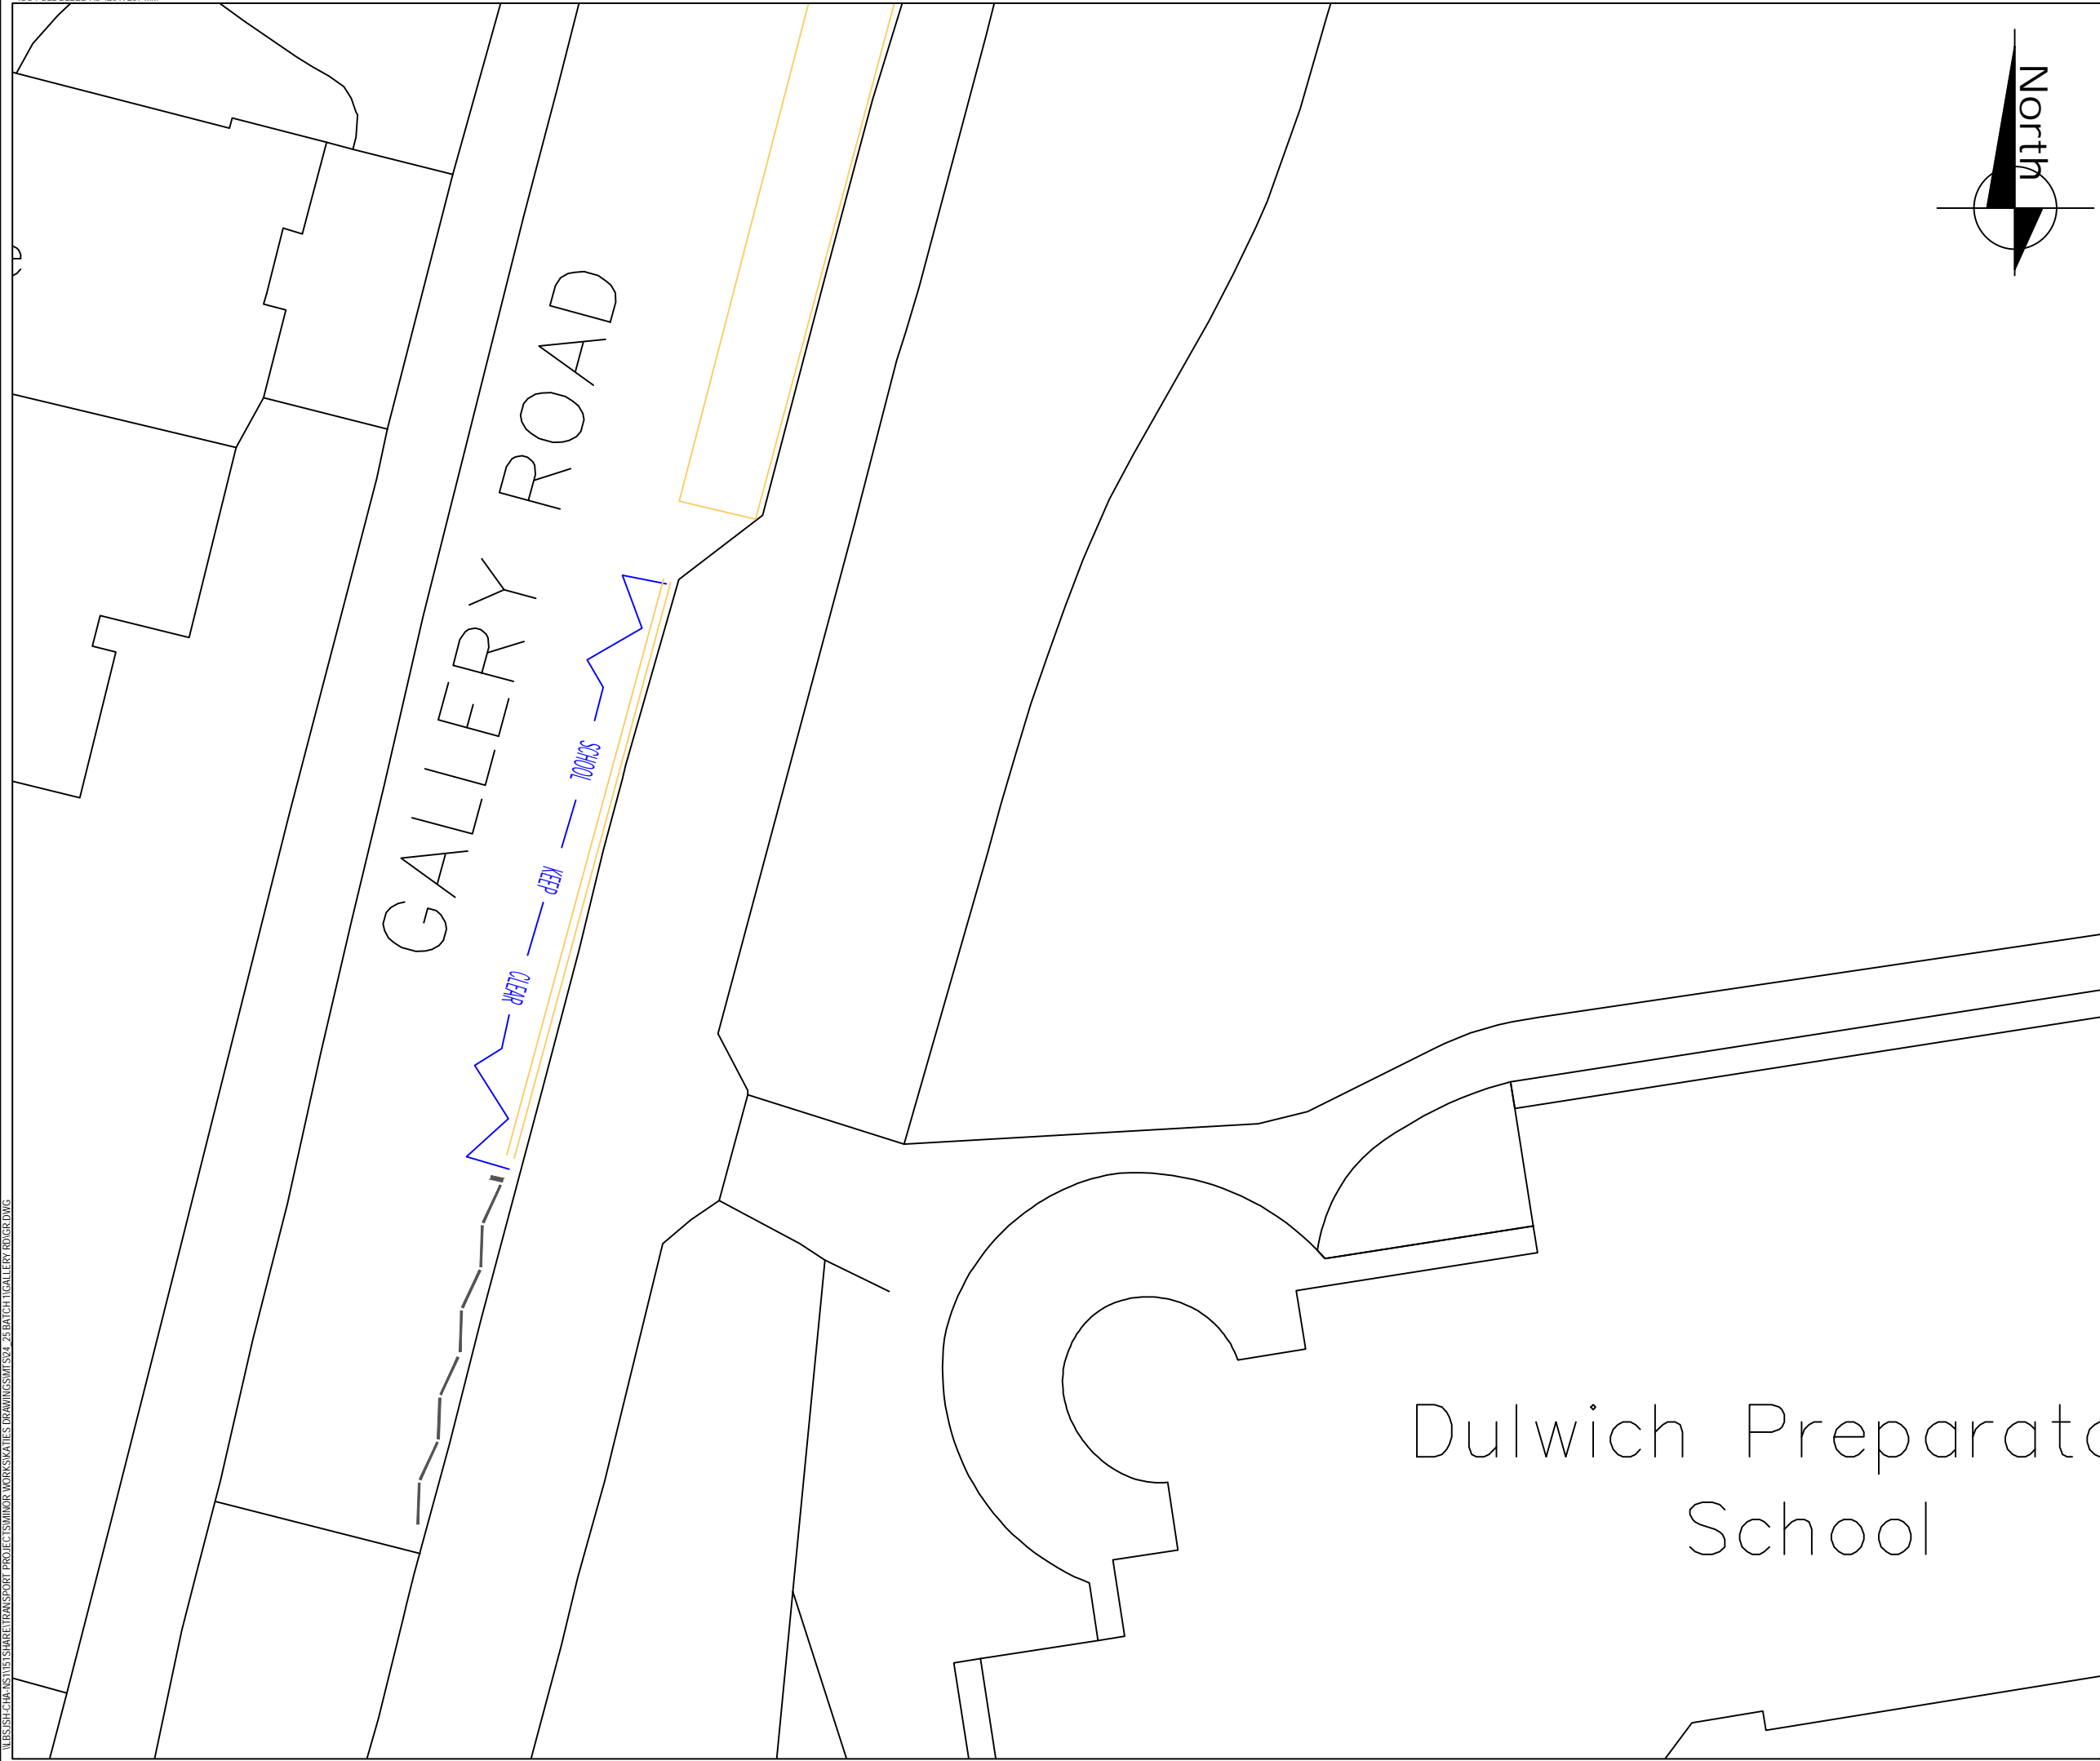 North
GALLERY ROAD
SCHOOL
KEEP
CLEAR
Dulwich Preparato
School